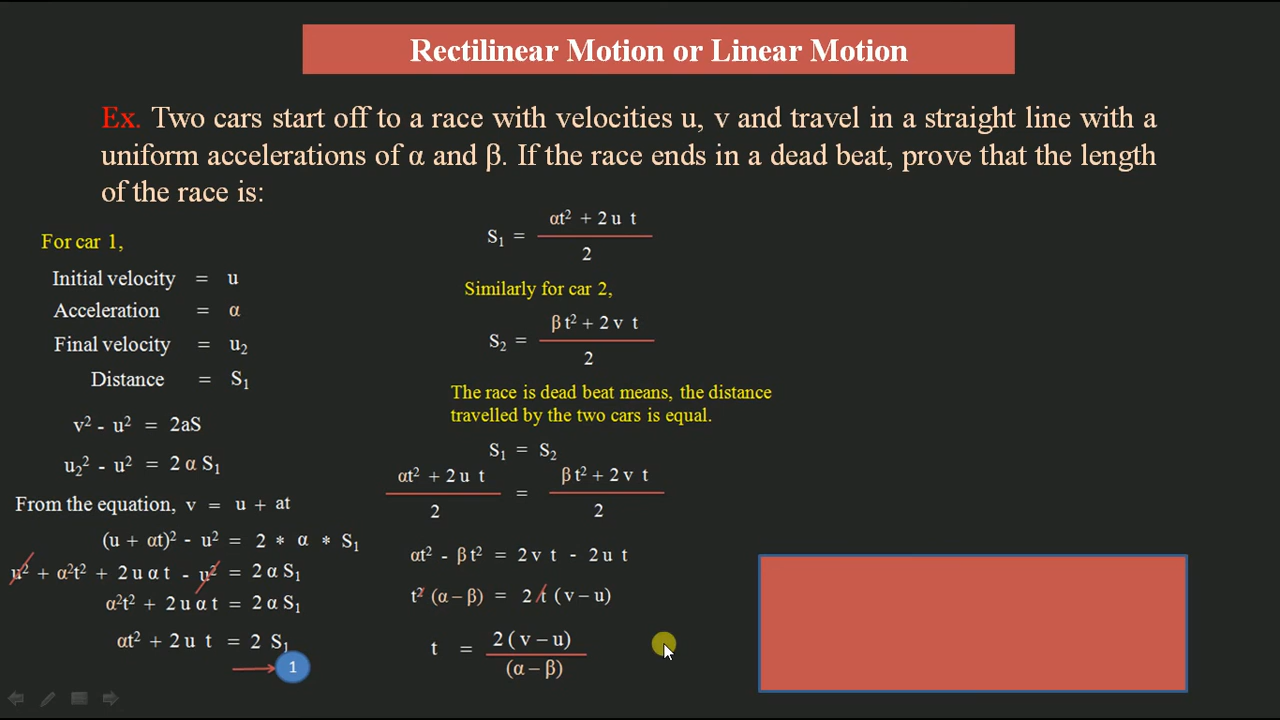 Rectilinear Motion or Linear Motion
Ex. Two cars start off to a race with velocities u, v and travel in a straight line with a
uniform accelerations of α and β. If the race ends in a dead beat, prove that the length
of the race is:
For car 1,
Initial velocity = u
Acceleration = α
Final velocity = u₂
Distance = S₁
v² - u² = 2aS
u₂² - u² = 2 α S₁
From the equation, v = u + at
(u + αt)² - u² = 2 * α * S₁
u² + α²t² + 2 u α t - u² = 2 α S₁
α²t² + 2 u α t = 2 α S₁
αt² + 2 u t = 2 S₁
1
S₁ = αt² + 2 u t / 2
Similarly for car 2,
S₂ = β t² + 2 v t / 2
The race is dead beat means, the distance
travelled by the two cars is equal.
S₁ = S₂
αt² + 2 u t / 2 = β t² + 2 v t / 2
αt² - β t² = 2 v t - 2 u t
t² (α – β) = 2 t ( v – u)
t = 2 ( v – u) / (α – β)